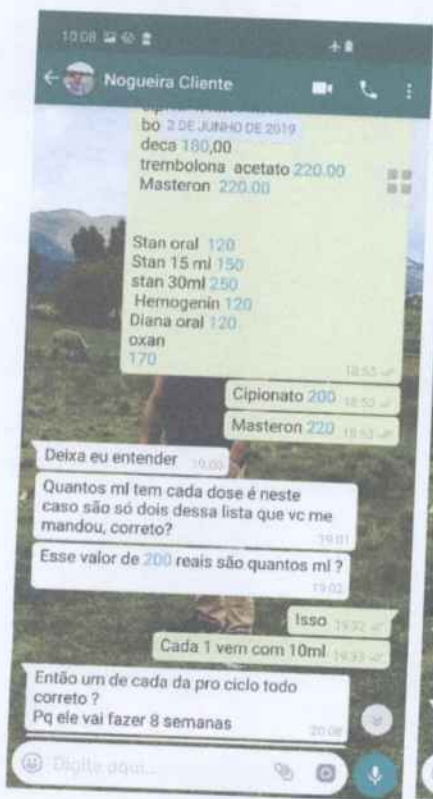 10:08
Nogueira Cliente
bo 2 DE JUNHO DE 2019
deca 180,00
trembolona acetato 220.00
Masteron 220.00
Stan oral 120
Stan 15 ml 150
stan 30ml 250
Hemogenin 120
Diana oral 120
oxan
170
18:53
Cipionato 200 18:53
Masteron 220 18:53
Deixa eu entender 19:00
Quantos ml tem cada dose é neste
caso são só dois dessa lista que vc me
mandou, correto?
19:01
Esse valor de 200 reais são quantos ml ?
19:02
Isso 19:32
Cada 1 vem com 10ml 19:33
Então um de cada da pro ciclo todo
correto ?
Pq ele vai fazer 8 semanas
20:08
Digite aqui...